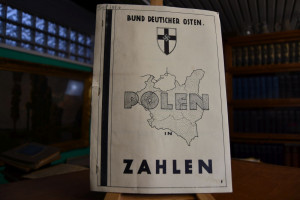 BUND DEUTSCHER OSTEN.
POLEN
IN
ZAHLEN